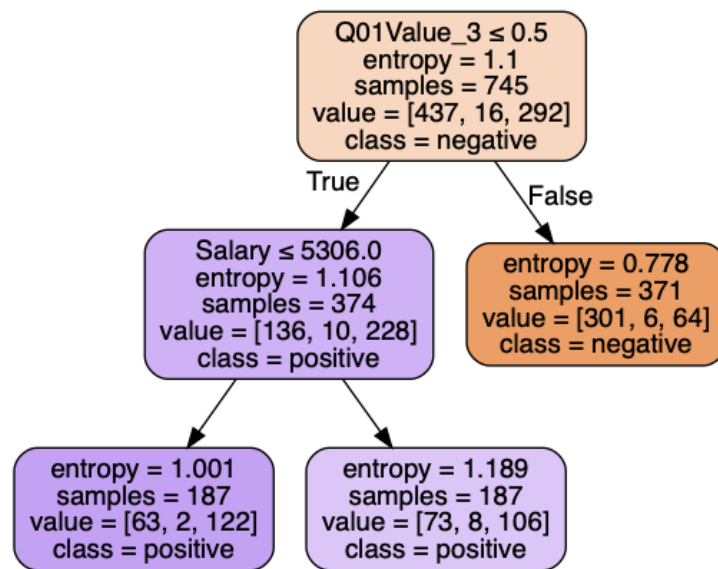 Q01Value_3 ≤ 0.5
entropy = 1.1
samples = 745
value = [437, 16, 292]
class = negative
True
False
Salary ≤ 5306.0
entropy = 1.106
samples = 374
value = [136, 10, 228]
class = positive
entropy = 0.778
samples = 371
value = [301, 6, 64]
class = negative
entropy = 1.001
samples = 187
value = [63, 2, 122]
class = positive
entropy = 1.189
samples = 187
value = [73, 8, 106]
class = positive